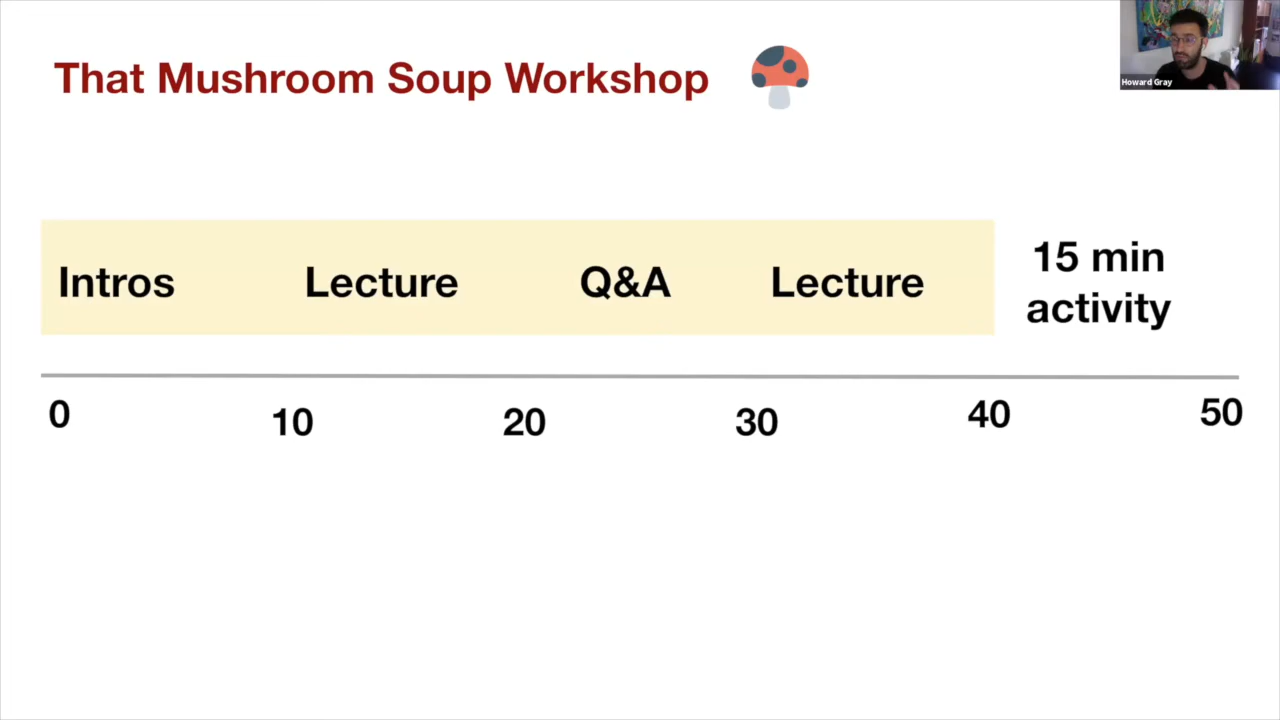 That Mushroom Soup Workshop
Howard Gray
Intros Lecture Q&A Lecture 15 min
activity
0 10 20 30 40 50